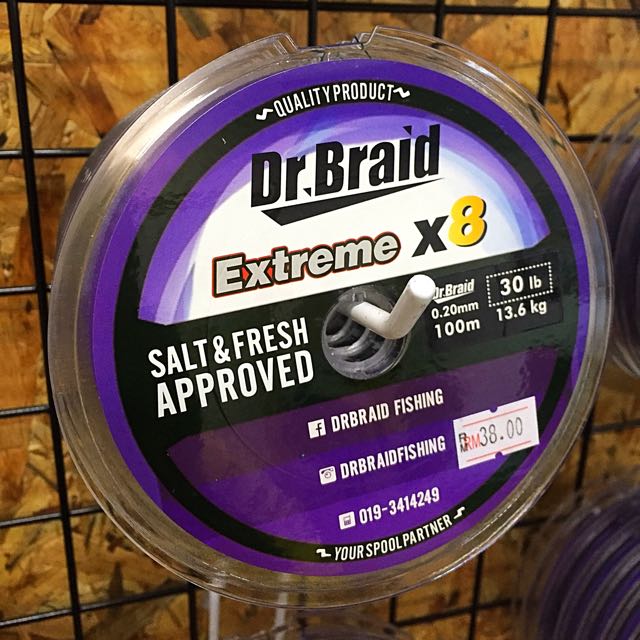 QUALITY PRODUCT
Dr.Braid
Extreme x8
Dr.Braid
0.20mm
100m
30 lb
13.6 kg
SALT & FRESH
APPROVED
DRBRAID FISHING
DRBRAIDFISHING
RM38.00
019-3414249
YOUR SPOOL PARTNER